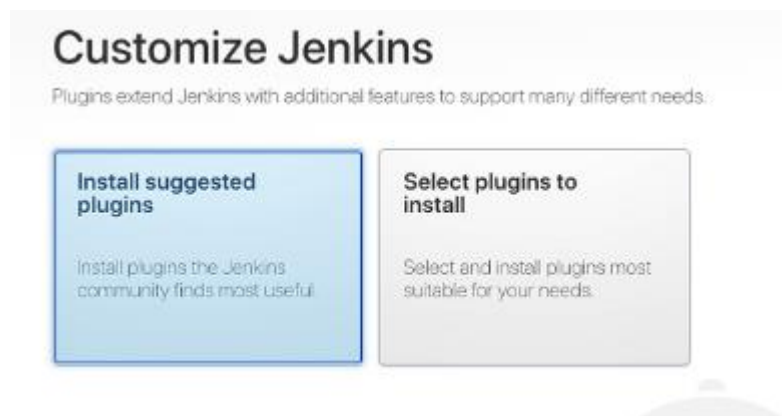 Customize Jenkins
Plugins extend Jenkins with additional features to support many different needs.
Install suggested
plugins
Install plugins the Jenkins
community finds most useful.
Select plugins to
install
Select and install plugins most
suitable for your needs.